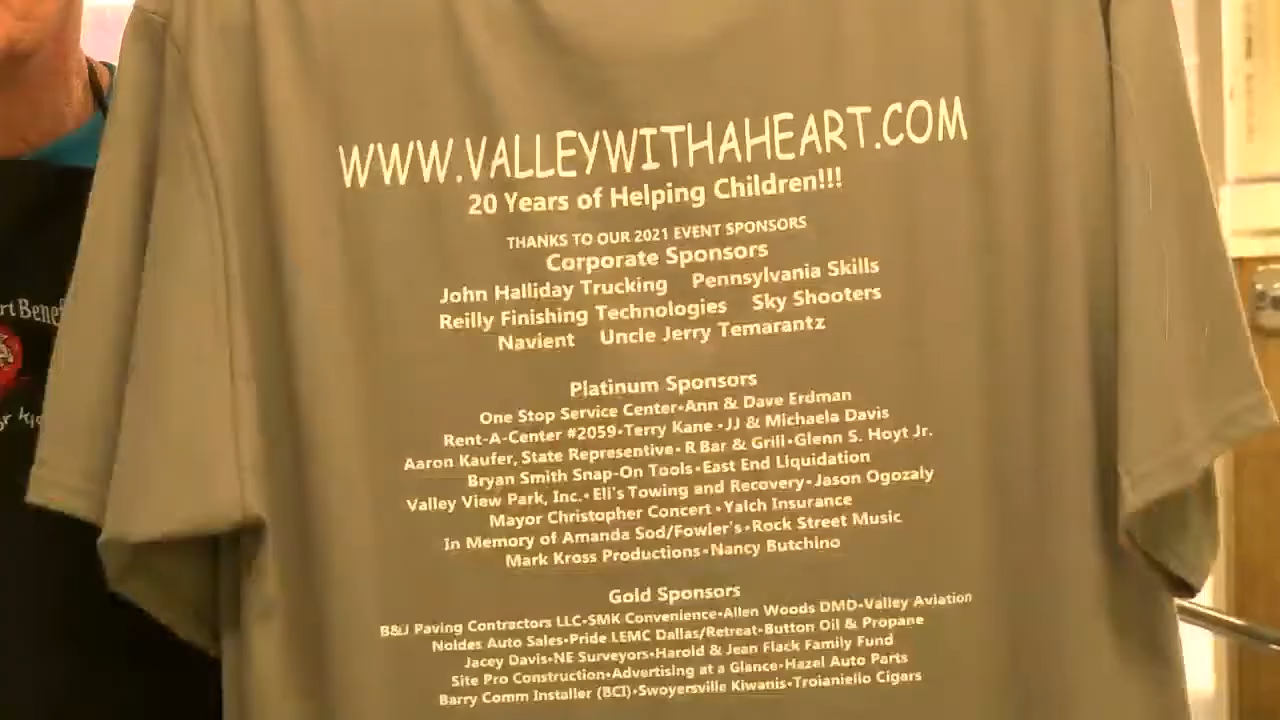 WWW.VALLEYWITHAHEART.COM
20 Years of Helping Children!!!
THANKS TO OUR 2021 EVENT SPONSORS
Corporate Sponsors
John Halliday Trucking Pennsylvania Skills
Reilly Finishing Technologies Sky Shooters
Navient Uncle Jerry Temarantz
Platinum Sponsors
One Stop Service Center•Ann & Dave Erdman
Rent-A-Center #2059•Terry Kane •JJ & Michaela Davis
Aaron Kaufer, State Representative• R Bar & Grill•Glenn S. Hoyt Jr.
Bryan Smith Snap-On Tools•East End Liquidation
Valley View Park, Inc.• Eli's Towing and Recovery•Jason Ogozaly
Mayor Christopher Concert •Yalch Insurance
In Memory of Amanda Sod/Fowler's•Rock Street Music
Mark Kross Productions•Nancy Butchino
Gold Sponsors
B&J Paving Contractors LLC•SMK Convenience•Allen Woods DMD•Valley Aviation
Noldes Auto Sales•Pride LEMC Dallas/Retreat•Button Oil & Propane
Jacey Davis•NE Surveyors•Harold & Jean Flack Family Fund
Site Pro Construction•Advertising at a Glance•Hazel Auto Parts
Barry Comm Installer (BCI)•Swoyersville Kiwanis•Troianiello Cigars